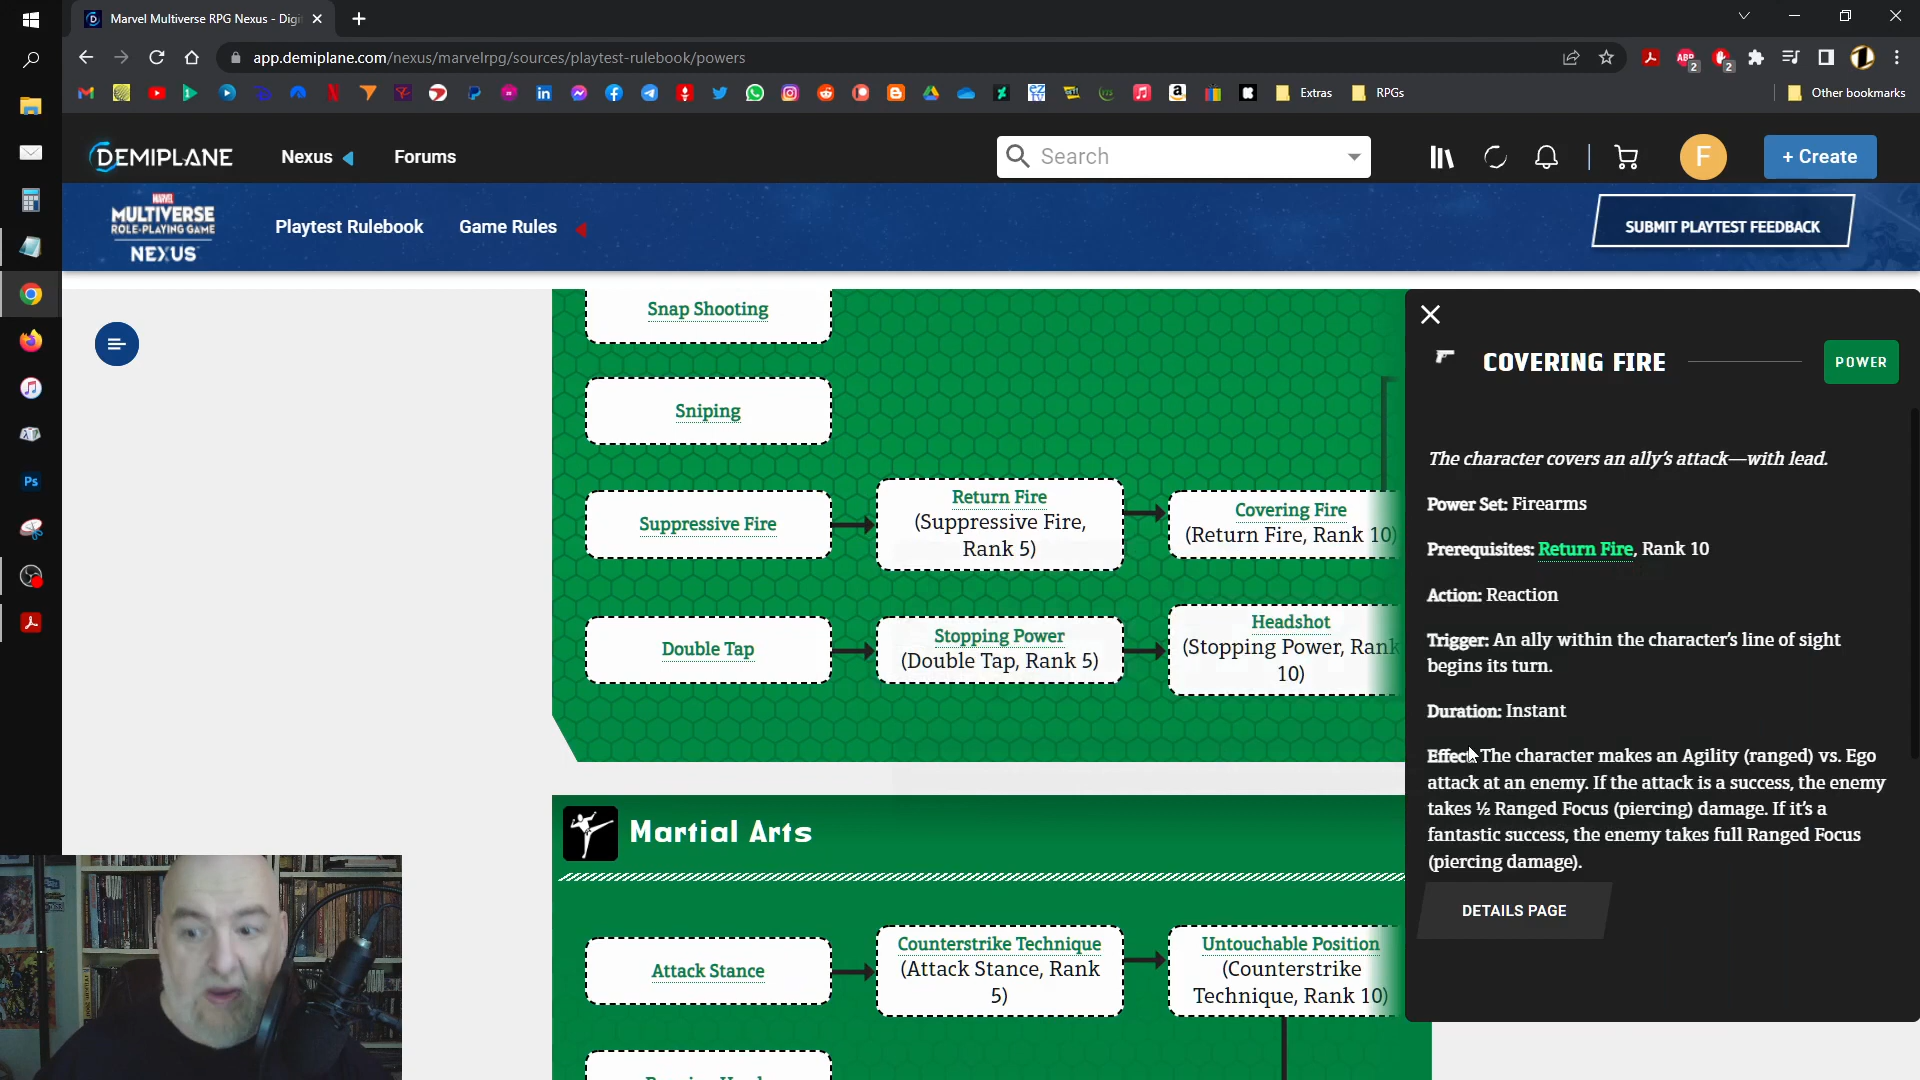 Marvel Multiverse RPG Nexus - Digi
app.demiplane.com/nexus/marvelrpg/sources/playtest-rulebook/powers
Extras
RPGs
Other bookmarks
DEMIPLANE
Nexus
Forums
Search
F
+ Create
MARVEL
MULTIVERSE
ROLE-PLAYING GAME
NEXUS
Playtest Rulebook
Game Rules
SUBMIT PLAYTEST FEEDBACK
Snap Shooting
Sniping
Suppressive Fire
Return Fire
(Suppressive Fire,
Rank 5)
Covering Fire
(Return Fire, Rank 10)
Double Tap
Stopping Power
(Double Tap, Rank 5)
Headshot
(Stopping Power, Rank
10)
Martial Arts
Attack Stance
Counterstrike Technique
(Attack Stance, Rank
5)
Untouchable Position
(Counterstrike
Technique, Rank 10)
COVERING FIRE
POWER
The character covers an ally's attack—with lead.
Power Set: Firearms
Prerequisites: Return Fire, Rank 10
Action: Reaction
Trigger: An ally within the character's line of sight
begins its turn.
Duration: Instant
Effect: The character makes an Agility (ranged) vs. Ego
attack at an enemy. If the attack is a success, the enemy
takes ½ Ranged Focus (piercing) damage. If it's a
fantastic success, the enemy takes full Ranged Focus
(piercing damage).
DETAILS PAGE